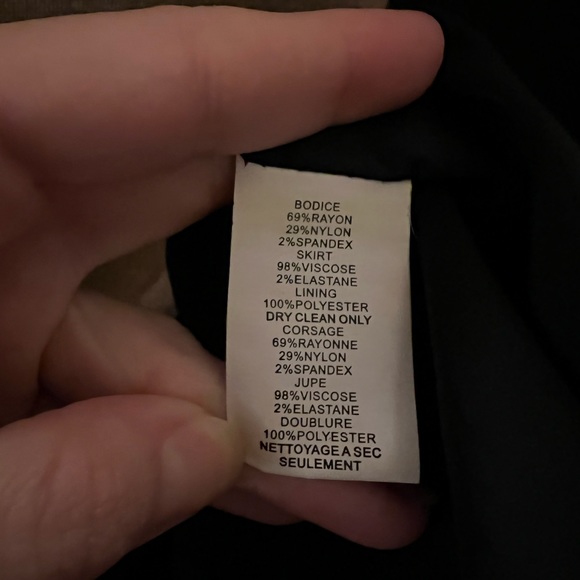 BODICE
69%RAYON
29%NYLON
2%SPANDEX
SKIRT
98%VISCOSE
2%ELASTANE
LINING
100%POLYESTER
DRY CLEAN ONLY
CORSAGE
69%RAYONNE
29%NYLON
2%SPANDEX
JUPE
98%VISCOSE
2%ELASTANE
DOUBLURE
100%POLYESTER
NETTOYAGE A SEC
SEULEMENT